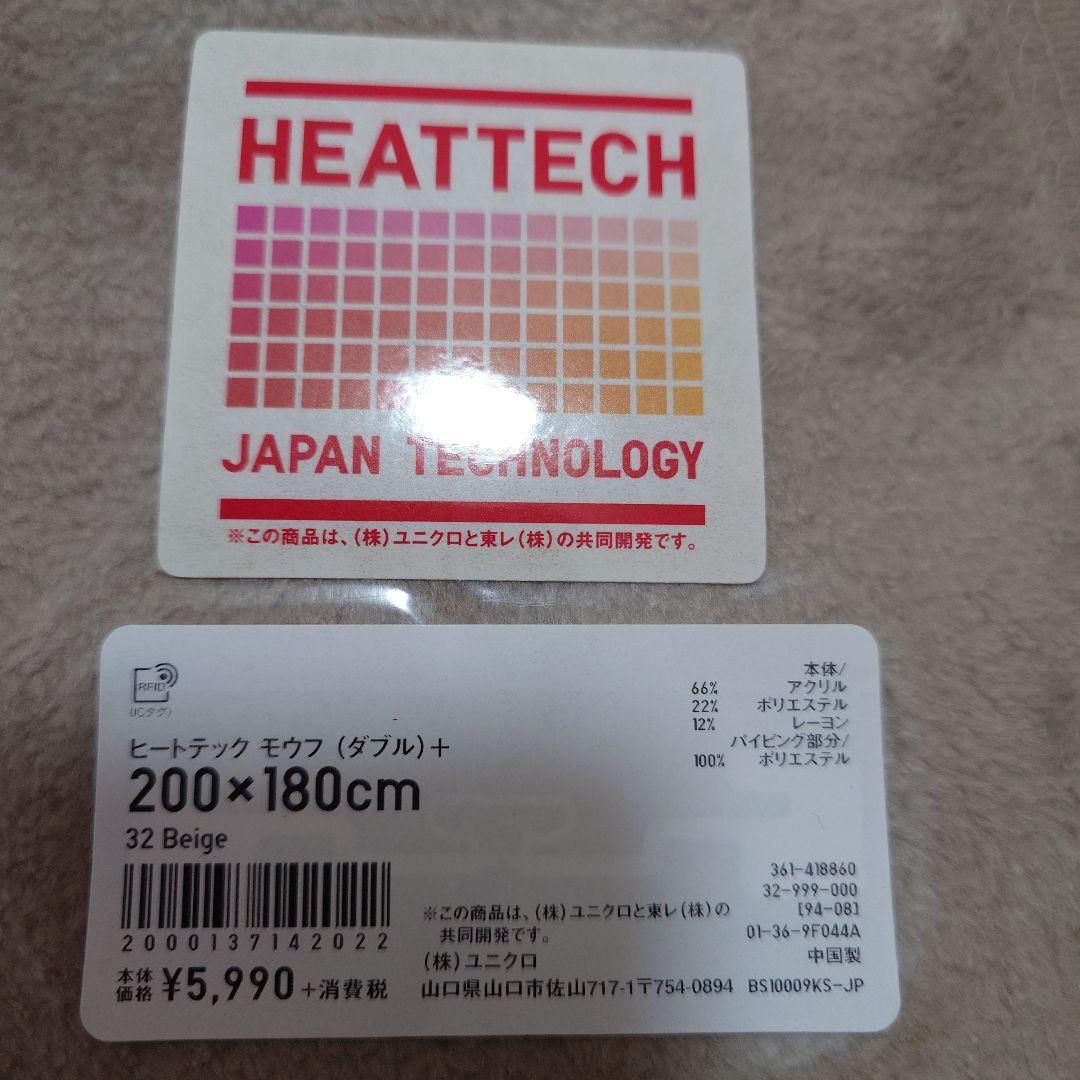 HEATTECH
JAPAN TECHNOLOGY
※この商品は、(株)ユニクロと東レ(株)の共同開発です。
RFID
(ICタグ)
ヒートテック モウフ(ダブル)+
200×180cm
32 Beige
2000137142022
本体価格 ¥5,990+消費税
本体/
66% アクリル
22% ポリエステル
12% レーヨン
パイピング部分/
100% ポリエステル
※この商品は、(株)ユニクロと東レ(株)の
共同開発です。
(株)ユニクロ
山口県山口市佐山717-1〒754-0894
361-418860
32-999-000
[94-08]
01-36-9F044A
中国製
BS10009KS-JP